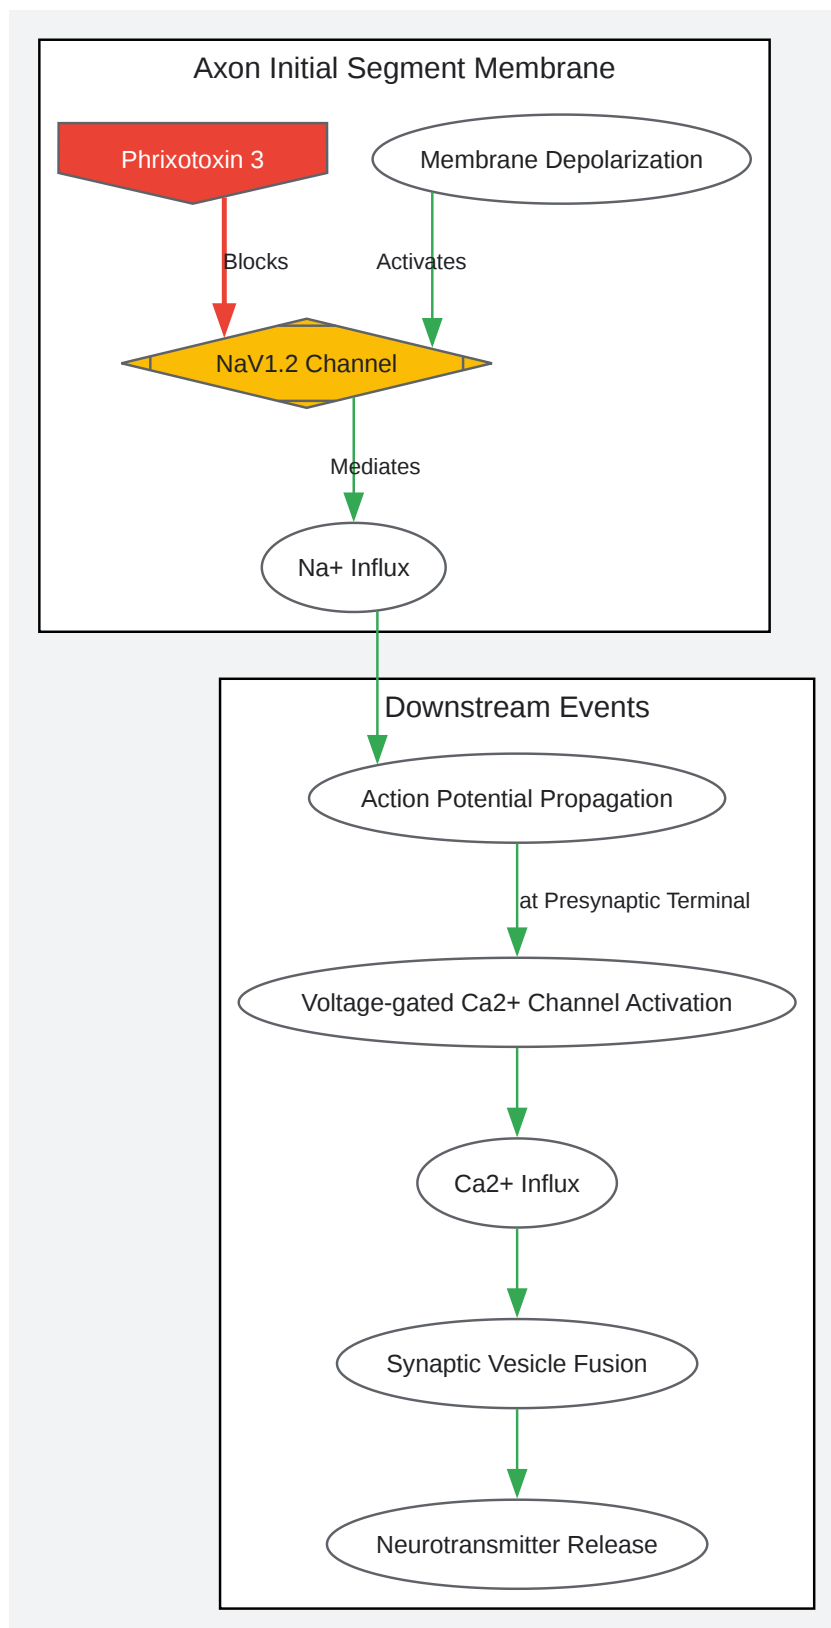 Axon Initial Segment Membrane
Phrixotoxin 3
Membrane Depolarization
Blocks
Activates
NaV1.2 Channel
Mediates
Na+ Influx
Downstream Events
Action Potential Propagation
at Presynaptic Terminal
Voltage-gated Ca2+ Channel Activation
Ca2+ Influx
Synaptic Vesicle Fusion
Neurotransmitter Release